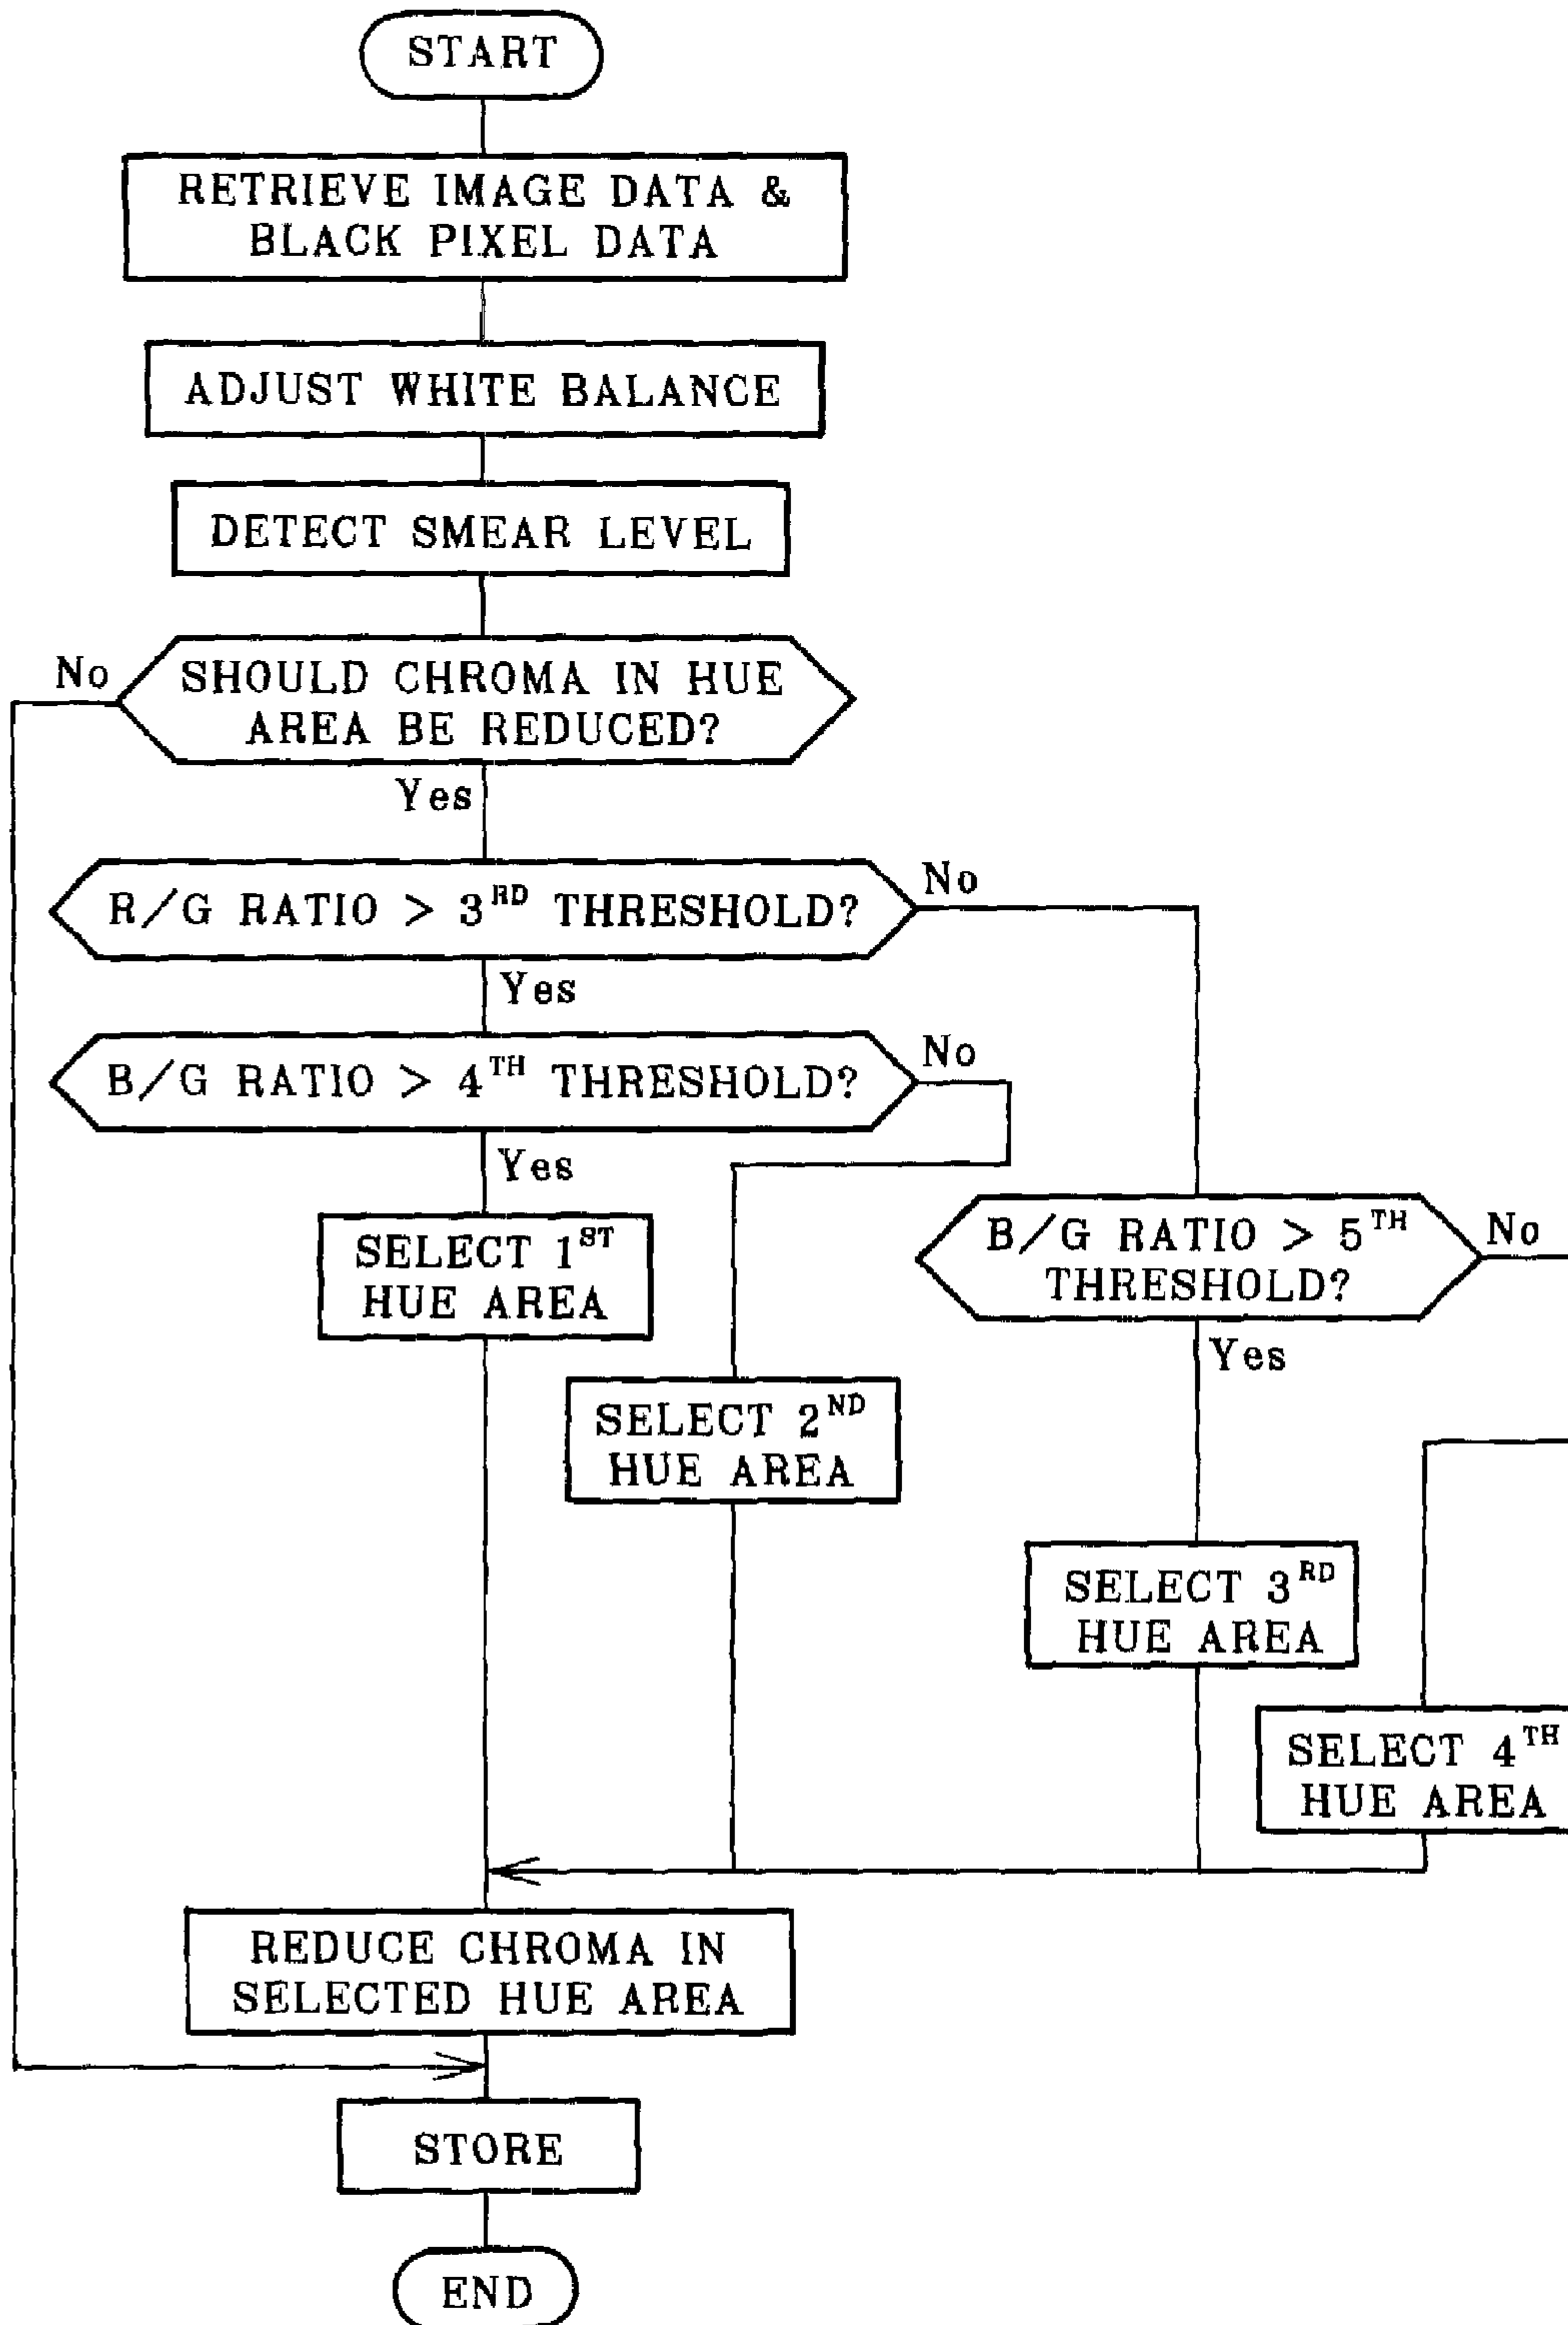 START
RETRIEVE IMAGE DATA &
BLACK PIXEL DATA
ADJUST WHITE BALANCE
DETECT SMEAR LEVEL
No
SHOULD CHROMA IN HUE
AREA BE REDUCED?
Yes
R/G RATIO > 3RD THRESHOLD?
No
Yes
B/G RATIO > 4TH THRESHOLD?
No
Yes
SELECT 1ST
HUE AREA
B/G RATIO > 5TH
THRESHOLD?
No
Yes
SELECT 2ND
HUE AREA
SELECT 3RD
HUE AREA
SELECT 4TH
HUE AREA
REDUCE CHROMA IN
SELECTED HUE AREA
STORE
END